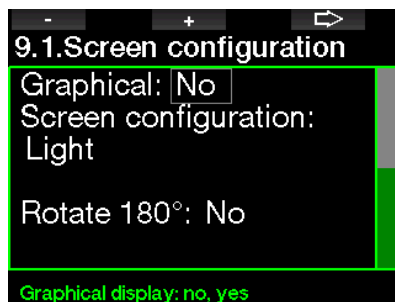 - +
9.1.Screen configuration
Graphical: No
Screen configuration:
Light
Rotate 180°: No
Graphical display: no, yes